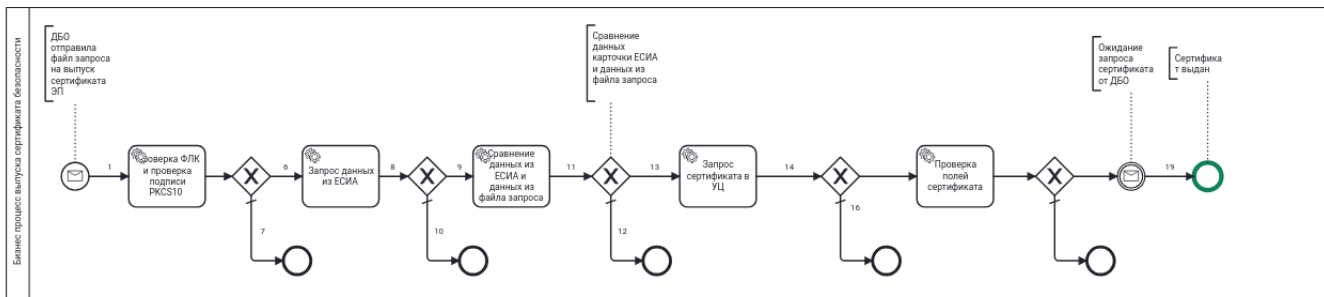 Бизнес процесс выпуска сертификата безопасности
ДБО
отправила
файл запроса
на выпуск
сертификата
ЭП
1
роверка ФЛК
и проверка
подписи
PKCS10
6
7
Запрос данных
из ЕСИА
8
9
10
Сравнение
данных из
ЕСИА и
данных из
файла запроса
11
Сравнение
данных
карточки ЕСИА
и данных из
файла запроса
12
13
Запрос
сертификата в
УЦ
14
16
Проверка
полей
сертификата
Ожидание
запроса
сертификата
от ДБО
19
Сертифика
т выдан